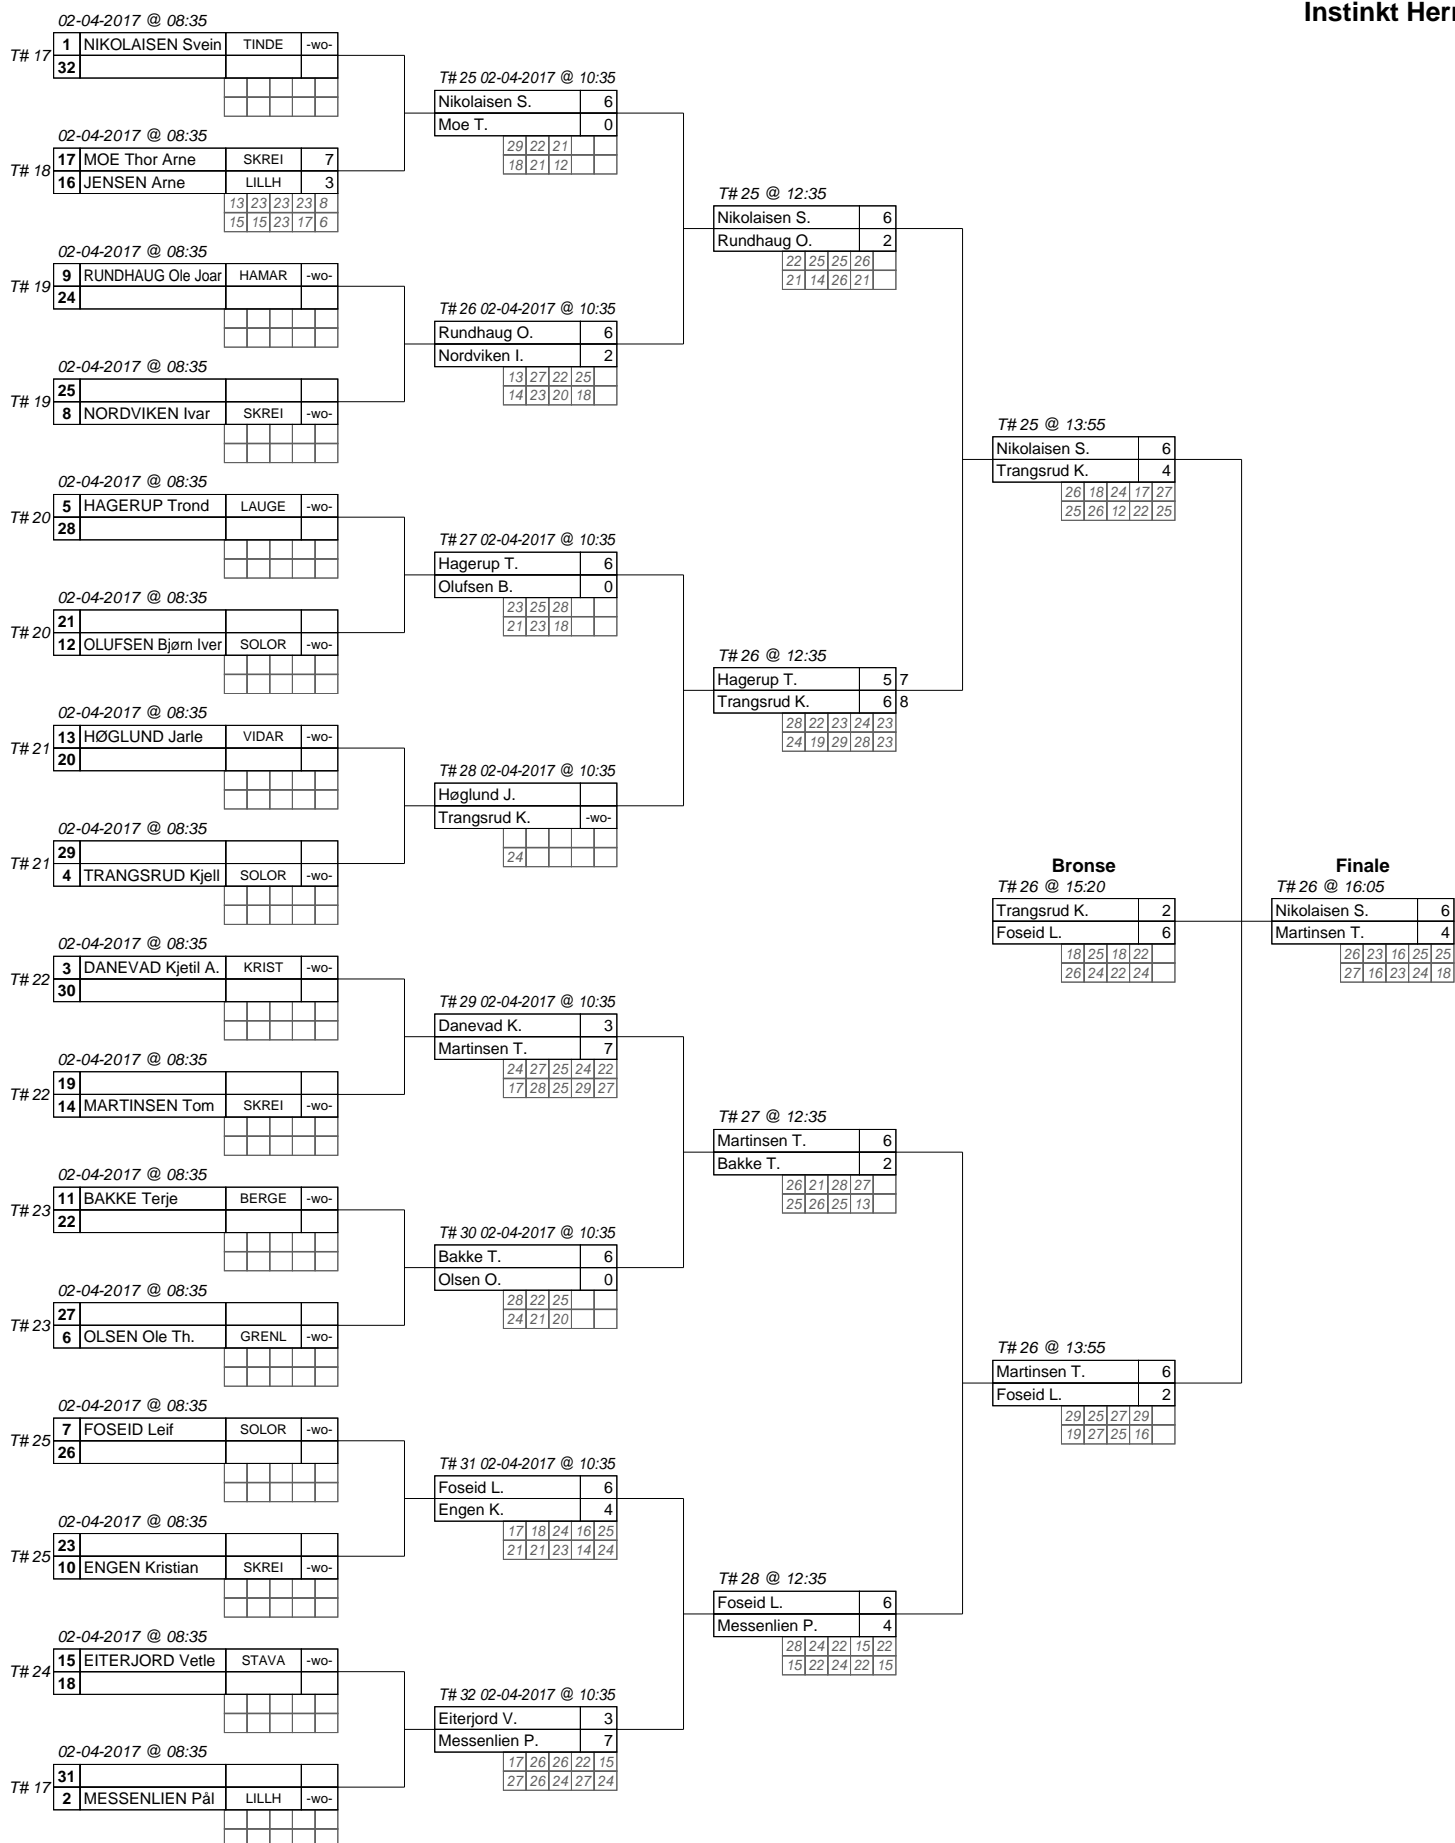 Instinkt Herr
02-04-2017 @ 08:35
T# 17
1 NIKOLAISEN Svein TINDE -wo-
32
02-04-2017 @ 08:35
T# 18
17 MOE Thor Arne SKREI 7
16 JENSEN Arne LILLH 3
13 23 23 23 8
15 15 23 17 6
02-04-2017 @ 08:35
T# 19
9 RUNDHAUG Ole Joar HAMAR -wo-
24
02-04-2017 @ 08:35
T# 19
25
8 NORDVIKEN Ivar SKREI -wo-
02-04-2017 @ 08:35
T# 20
5 HAGERUP Trond LAUGE -wo-
28
02-04-2017 @ 08:35
T# 20
21
12 OLUFSEN Bjørn Iver SOLOR -wo-
02-04-2017 @ 08:35
T# 21
13 HØGLUND Jarle VIDAR -wo-
20
02-04-2017 @ 08:35
T# 21
29
4 TRANGSRUD Kjell SOLOR -wo-
02-04-2017 @ 08:35
T# 22
3 DANEVAD Kjetil A. KRIST -wo-
30
02-04-2017 @ 08:35
T# 22
19
14 MARTINSEN Tom SKREI -wo-
02-04-2017 @ 08:35
T# 23
11 BAKKE Terje BERGE -wo-
22
02-04-2017 @ 08:35
T# 23
27
6 OLSEN Ole Th. GRENL -wo-
02-04-2017 @ 08:35
T# 25
7 FOSEID Leif SOLOR -wo-
26
02-04-2017 @ 08:35
T# 25
23
10 ENGEN Kristian SKREI -wo-
02-04-2017 @ 08:35
T# 24
15 EITERJORD Vetle STAVA -wo-
18
02-04-2017 @ 08:35
T# 17
31
2 MESSENLIEN Pål LILLH -wo-
T# 25 02-04-2017 @ 10:35
Nikolaisen S. 6
Moe T. 0
29 22 21
18 21 12
T# 26 02-04-2017 @ 10:35
Rundhaug O. 6
Nordviken I. 2
13 27 22 25
14 23 20 18
T# 27 02-04-2017 @ 10:35
Hagerup T. 6
Olufsen B. 0
23 25 28
21 23 18
T# 28 02-04-2017 @ 10:35
Høglund J.
Trangsrud K. -wo-
24
T# 29 02-04-2017 @ 10:35
Danevad K. 3
Martinsen T. 7
24 27 25 24 22
17 28 25 29 27
T# 30 02-04-2017 @ 10:35
Bakke T. 6
Olsen O. 0
28 22 25
24 21 20
T# 31 02-04-2017 @ 10:35
Foseid L. 6
Engen K. 4
17 18 24 16 25
21 21 23 14 24
T# 32 02-04-2017 @ 10:35
Eiterjord V. 3
Messenlien P. 7
17 26 26 22 15
27 26 24 27 24
T# 25 @ 12:35
Nikolaisen S. 6
Rundhaug O. 2
22 25 25 26
21 14 26 21
T# 26 @ 12:35
Hagerup T. 5 7
Trangsrud K. 6 8
28 22 23 24 23
24 19 29 28 23
T# 27 @ 12:35
Martinsen T. 6
Bakke T. 2
26 21 28 27
25 26 25 13
T# 28 @ 12:35
Foseid L. 6
Messenlien P. 4
28 24 22 15 22
15 22 24 22 15
T# 25 @ 13:55
Nikolaisen S. 6
Trangsrud K. 4
26 18 24 17 27
25 26 12 22 25
Bronse
T# 26 @ 15:20
Trangsrud K. 2
Foseid L. 6
18 25 18 22
26 24 22 24
T# 26 @ 13:55
Martinsen T. 6
Foseid L. 2
29 25 27 29
19 27 25 16
Finale
T# 26 @ 16:05
Nikolaisen S. 6
Martinsen T. 4
26 23 16 25 25
27 16 23 24 18